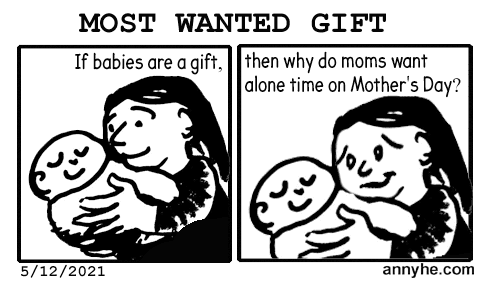 MOST WANTED GIFT
If babies are a gift,
then why do moms want
alone time on Mother's Day?
5/12/2021
annyhe.com